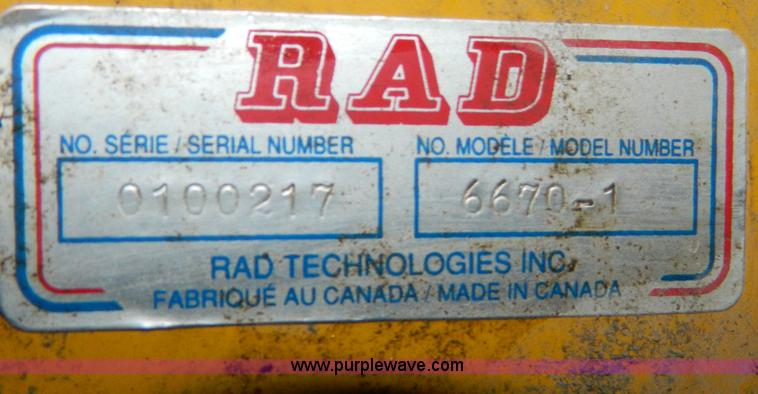 RAD
NO. SÉRIE / SERIAL NUMBER NO. MODÈLE / MODEL NUMBER
0100217 6670-1
RAD TECHNOLOGIES INC.
FABRIQUÉ AU CANADA / MADE IN CANADA
www.purplewave.com